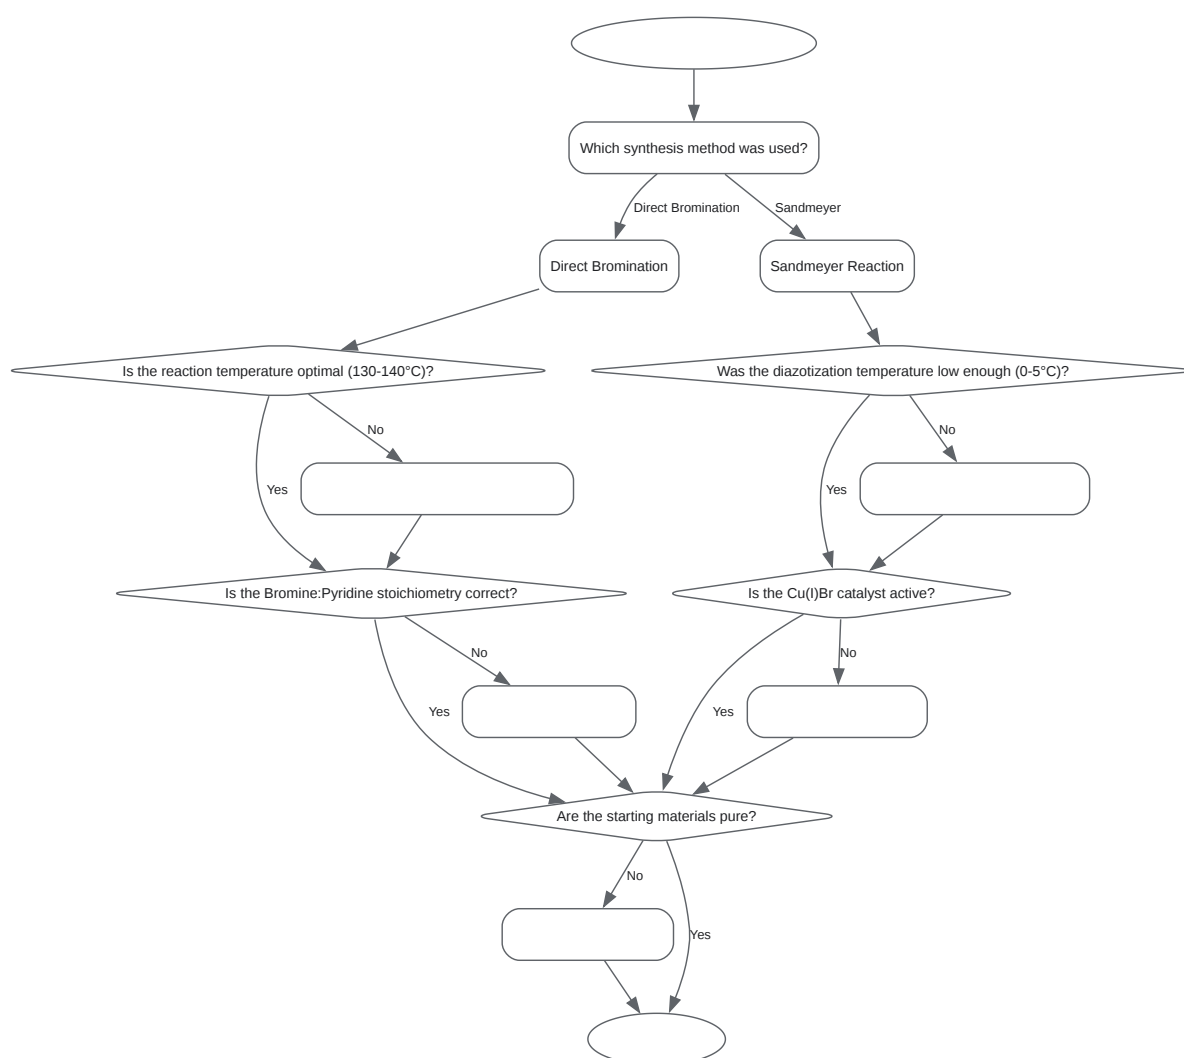 Which synthesis method was used?
Direct Bromination
Sandmeyer
Direct Bromination
Sandmeyer Reaction
Is the reaction temperature optimal (130-140°C)?
Was the diazotization temperature low enough (0-5°C)?
No
No
Yes
Yes
Is the Bromine:Pyridine stoichiometry correct?
Is the Cu(I)Br catalyst active?
No
No
Yes
Yes
Are the starting materials pure?
No
Yes